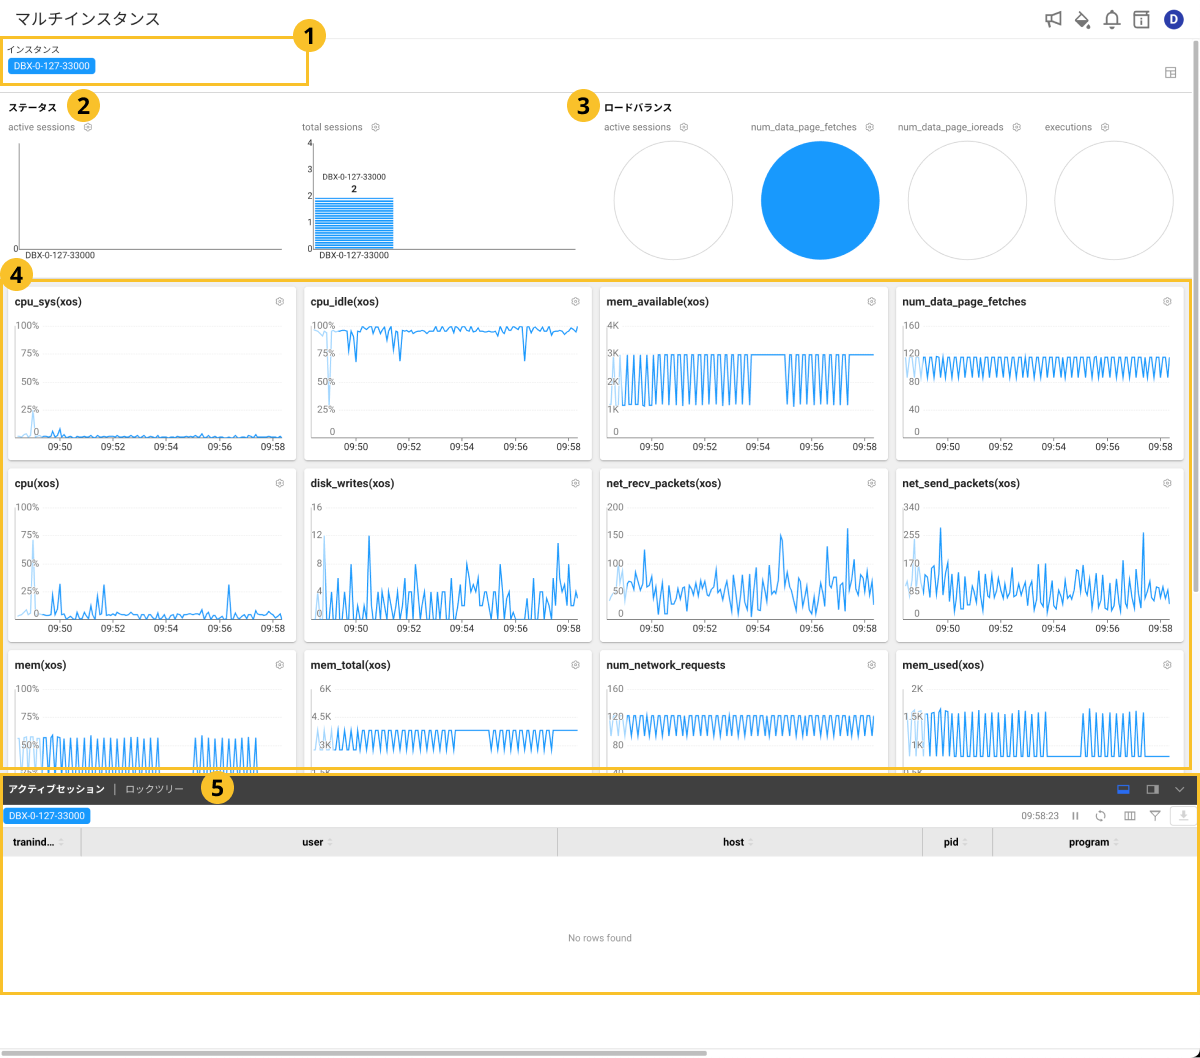 マルチインスタンス
D
1
インスタンス
DBX-0-127-33000
ステータス
2
active sessions
total sessions
0
DBX-0-127-33000
4
3
2
1
0
DBX-0-127-33000
2
DBX-0-127-33000
3
ロードバランス
active sessions
num_data_page_fetches
num_data_page_ioreads
executions
4
cpu_sys(xos)
100%
75%
50%
25%
0
09:50 09:52 09:54 09:56 09:58
cpu_idle(xos)
100%
75%
50%
25%
0
09:50 09:52 09:54 09:56 09:58
mem_available(xos)
4K
3K
2K
1K
0
09:50 09:52 09:54 09:56 09:58
num_data_page_fetches
160
120
80
40
0
09:50 09:52 09:54 09:56 09:58
cpu(xos)
100%
75%
50%
25%
0
09:50 09:52 09:54 09:56 09:58
disk_writes(xos)
16
12
8
4
0
09:50 09:52 09:54 09:56 09:58
net_recv_packets(xos)
200
150
100
50
0
09:50 09:52 09:54 09:56 09:58
net_send_packets(xos)
340
255
170
85
0
09:50 09:52 09:54 09:56 09:58
mem(xos)
100%
75%
50%
25%
mem_total(xos)
6K
4.5K
3K
1.5K
num_network_requests
160
120
80
40
mem_used(xos)
2K
1.5K
1K
0.5K
アクティブセッション | ロックツリー
5
DBX-0-127-33000
09:58:23
tranind... user host pid program
No rows found